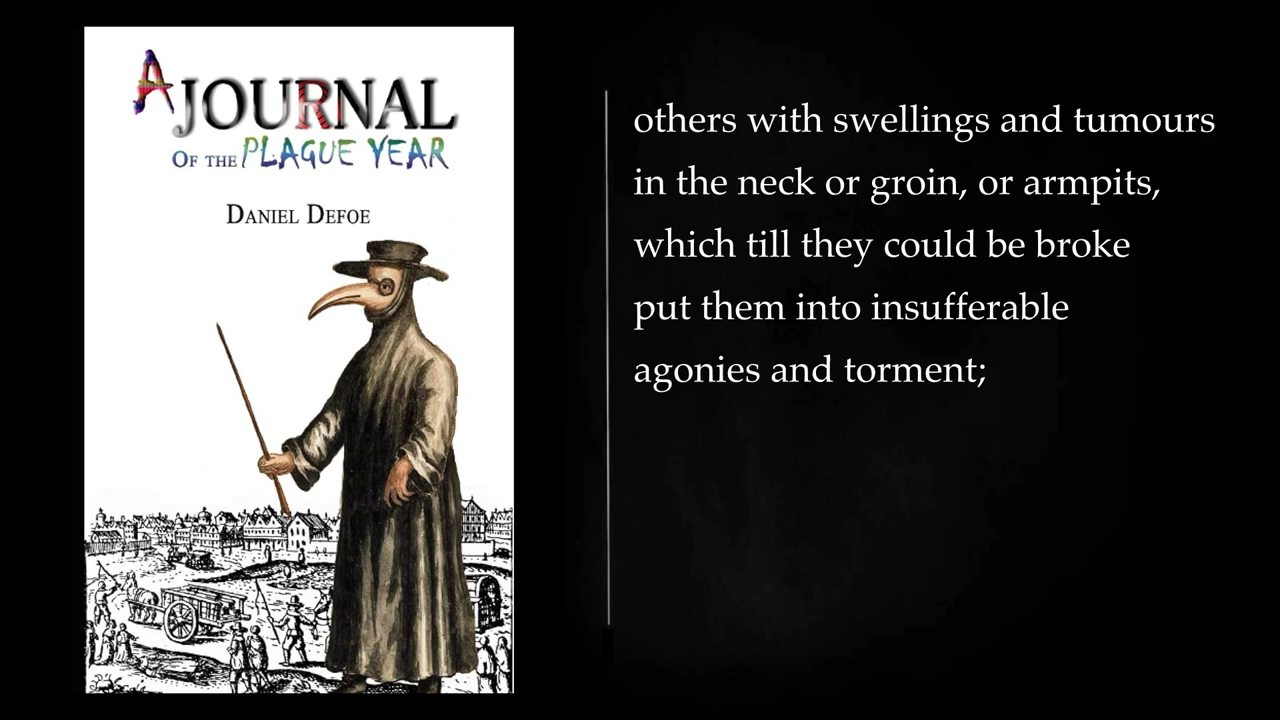 A JOURNAL
OF THE PLAGUE YEAR
DANIEL DEFOE
others with swellings and tumours
in the neck or groin, or armpits,
which till they could be broke
put them into insufferable
agonies and torment;